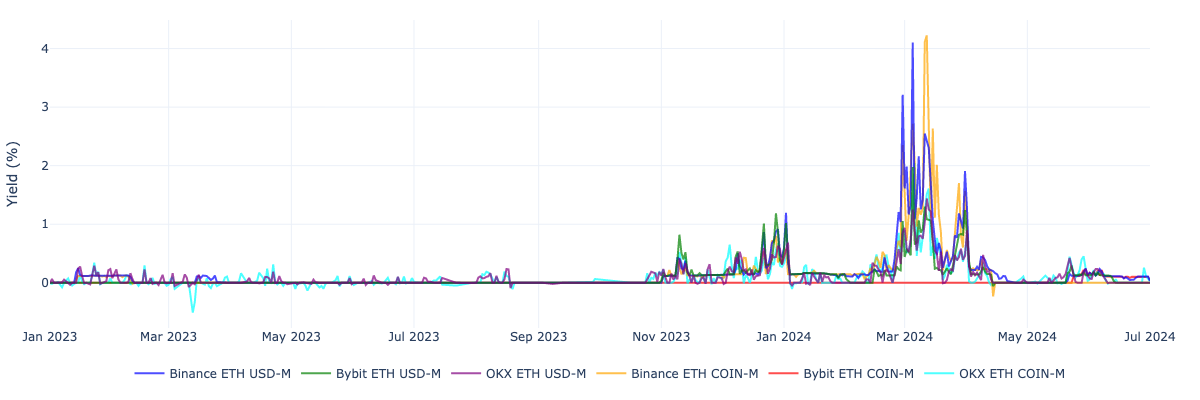 Yield (%)
4
3
2
1
0
Jan 2023 Mar 2023 May 2023 Jul 2023 Sep 2023 Nov 2023 Jan 2024 Mar 2024 May 2024 Jul 2024
Binance ETH USD-M Bybit ETH USD-M OKX ETH USD-M Binance ETH COIN-M Bybit ETH COIN-M OKX ETH COIN-M